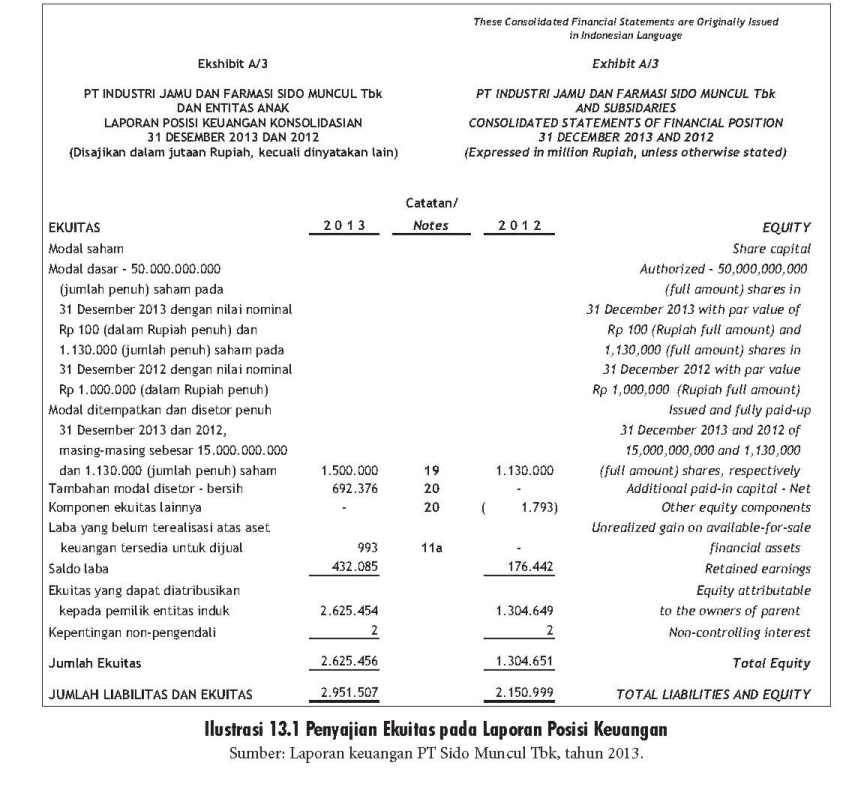 These Consolidated Financial Statements are Originally Issued
in Indonesian Language
Ekshibit A/3 Exhibit A/3
PT INDUSTRI JAMU DAN FARMASI SIDO MUNCUL Tbk PT INDUSTRI JAMU DAN FARMASI SIDO MUNCUL Tbk
DAN ENTITAS ANAK AND SUBSIDARIES
LAPORAN POSISI KEUANGAN KONSOLIDASIAN CONSOLIDATED STATEMENTS OF FINANCIAL POSITION
31 DESEMBER 2013 DAN 2012 31 DECEMBER 2013 AND 2012
(Disajikan dalam jutaan Rupiah, kecuali dinyatakan lain) (Expressed in million Rupiah, unless otherwise stated)
Catatan/
EKUITAS 2 0 1 3 Notes 2 0 1 2 EQUITY
Modal saham Share capital
Modal dasar - 50.000.000.000 Authorized - 50,000,000,000
(jumlah penuh) saham pada (full amount) shares in
31 Desember 2013 dengan nilai nominal 31 December 2013 with par value of
Rp 100 (dalam Rupiah penuh) dan Rp 100 (Rupiah full amount) and
1.130.000 (jumlah penuh) saham pada 1,130,000 (full amount) shares in
31 Desember 2012 dengan nilai nominal 31 December 2012 with par value
Rp 1.000.000 (dalam Rupiah penuh) Rp 1,000,000 (Rupiah full amount)
Modal ditempatkan dan disetor penuh Issued and fully paid-up
31 Desember 2013 dan 2012, 31 December 2013 and 2012 of
masing-masing sebesar 15.000.000.000 15,000,000,000 and 1,130,000
dan 1.130.000 (jumlah penuh) saham 1.500.000 19 1.130.000 (full amount) shares, respectively
Tambahan modal disetor - bersih 692.376 20 - Additional paid-in capital - Net
Komponen ekuitas lainnya - 20 ( 1.793) Other equity components
Laba yang belum terealisasi atas aset Unrealized gain on available-for-sale
keuangan tersedia untuk dijual 993 11a - financial assets
Saldo laba 432.085 176.442 Retained earnings
Ekuitas yang dapat diatribusikan Equity attributable
kepada pemilik entitas induk 2.625.454 1.304.649 to the owners of parent
Kepentingan non-pengendali 2 2 Non-controlling interest
Jumlah Ekuitas 2.625.456 1.304.651 Total Equity
JUMLAH LIABILITAS DAN EKUITAS 2.951.507 2.150.999 TOTAL LIABILITIES AND EQUITY
Ilustrasi 13.1 Penyajian Ekuitas pada Laporan Posisi Keuangan
Sumber: Laporan keuangan PT Sido Muncul Tbk, tahun 2013.